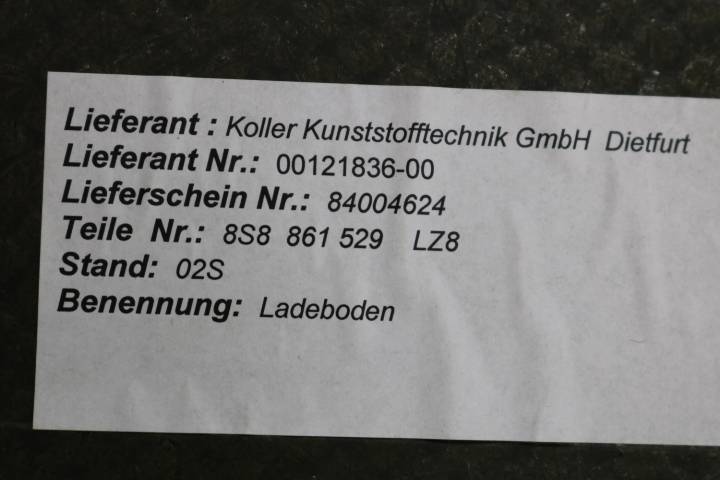 Lieferant : Koller Kunststofftechnik GmbH Dietfurt
Lieferant Nr.: 00121836-00
Lieferschein Nr.: 84004624
Teile Nr.: 8S8 861 529 LZ8
Stand: 02S
Benennung: Ladeboden